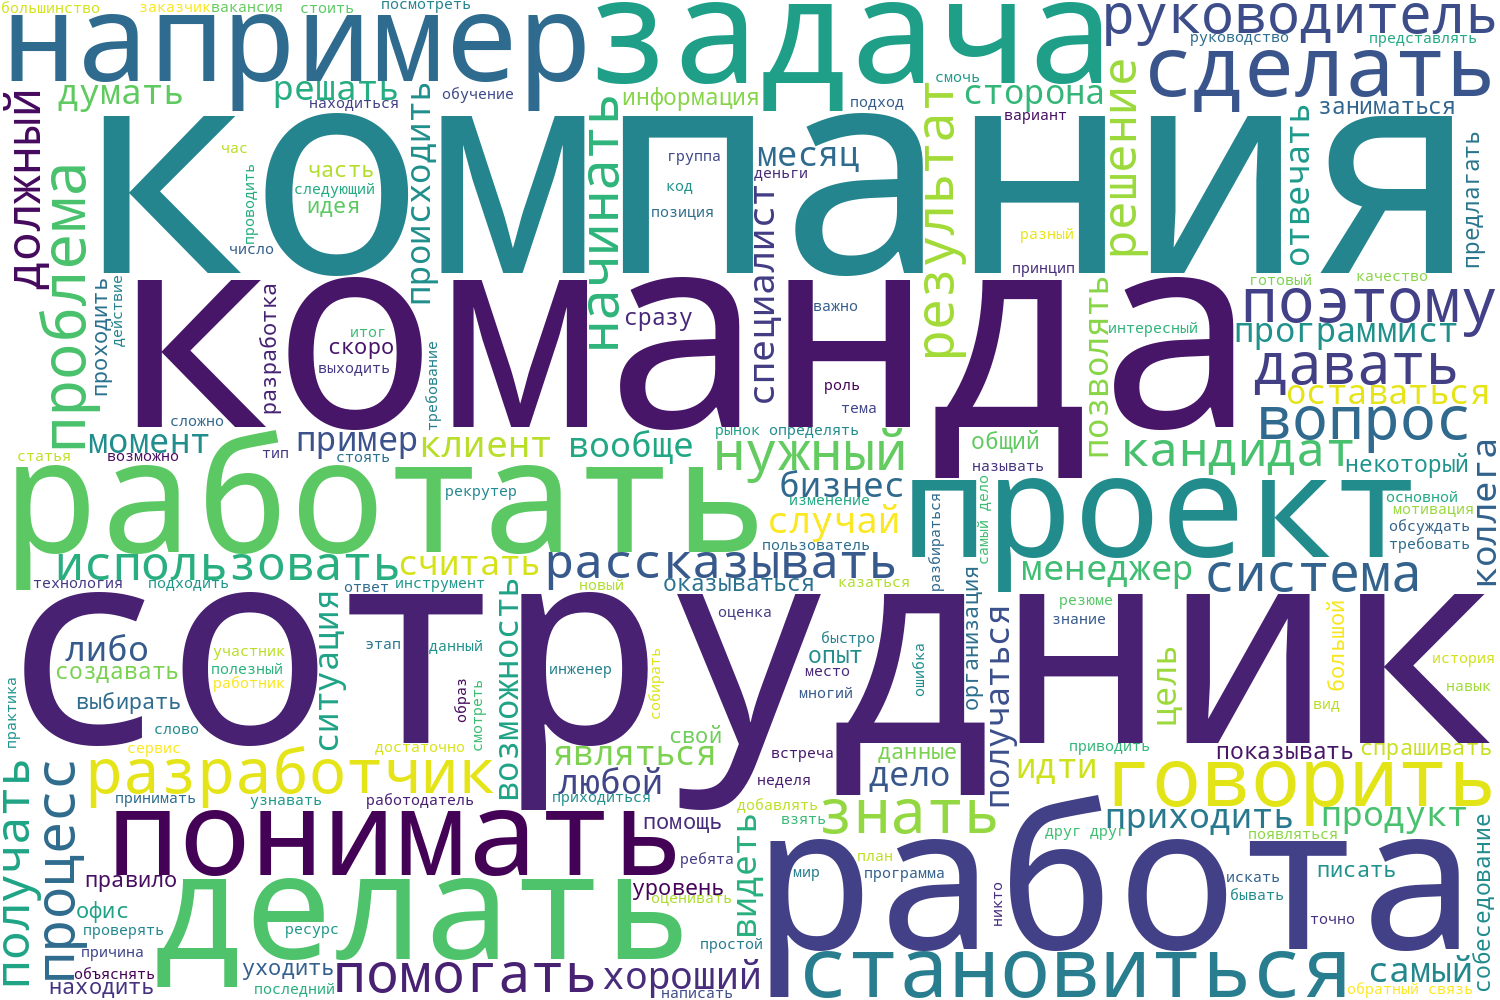 большинство
заказчик
вакансия
стоить
посмотреть
например
задача
руководитель
руководство
представлять
сделать
думать
решать
находиться
обучение
информация
смочь
подход
сторона
вариант
заниматься
должный
компания
час
часть
следующий
идея
проводить
число
происходить
начинать
группа
код
позиция
месяц
деньги
специалист
результат
разный
принцип
решение
отвечать
предлагать
проблема
проходить
действие
команда
разработка
итог
скоро
выходить
требование
сразу
важно
роль
тема
интересный
позволять
готовый
качество
поэтому
программист
давать
оставаться
вопрос
сложно
момент
статья
возможно
тип
пример
стоять
клиент
вообще
рынок
определять
нужный
общий
называть
кандидат
некоторый
коллега
работать
рекрутер
бизнес
изменение
случай
пользователь
разбираться
самый дело
проект
основной
мотивация
обсуждать
требовать
использовать
считать
рассказывать
технология
подходить
ответ
инструмент
новый
оказываться
казаться
менеджер
система
сотрудник
либо
создавать
выбирать
слово
практика
участник
полезный
работник
ситуация
этап
данный
образ
смотреть
возможность
инженер
собирать
оценка
быстро
опыт
место
многий
ошибка
организация
получаться
резюме
знание
цель
большой
вид
история
навык
сервис
достаточно
свой
являться
встреча
данные
приводить
показывать
спрашивать
разработчик
любой
дело
идти
говорить
неделя
принимать
узнавать
работодатель
приходиться
добавлять
взять
знать
друг друг
приходить
появляться
продукт
получать
процесс
понимать
помощь
ребята
видеть
мир
план
программа
работа
никто
искать
бывать
писать
точно
собеседование
правило
офис
проверять
причина
объяснять
находить
делать
ресурс
уровень
оценивать
простой
уходить
последний
помогать
хороший
написать
становиться
самый
обратный связь